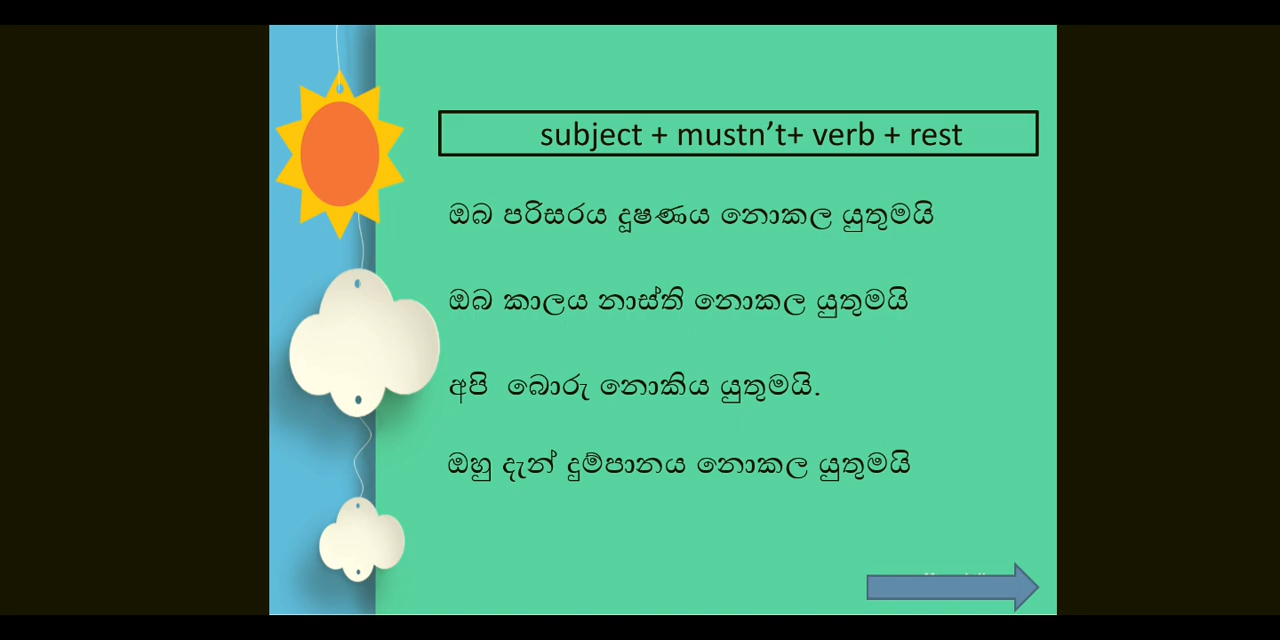 subject + mustn’t+ verb + rest
ඔබ පරිසරය දූෂණය නොකල යුතුමයි
ඔබ කාලය නාස්ති නොකල යුතුමයි
අපි බොරු නොකිය යුතුමයි.
ඔහු දැන් දුම්පානය නොකල යුතුමයි